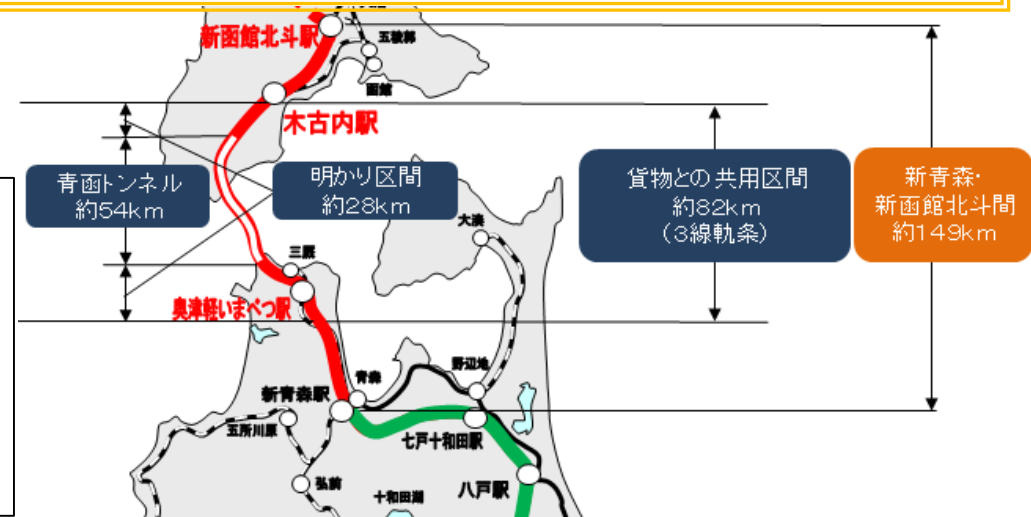 新函館北斗駅
五稜郭
函館
木古内駅
青函トンネル
約54km
明かり区間
約28km
貨物との共用区間
約82km
(3線軌条)
新青森・
新函館北斗間
約149km
大湊
三厩
奥津軽いまべつ駅
野辺地
青森
新青森駅
五所川原
七戸十和田駅
弘前
十和田湖
八戸駅